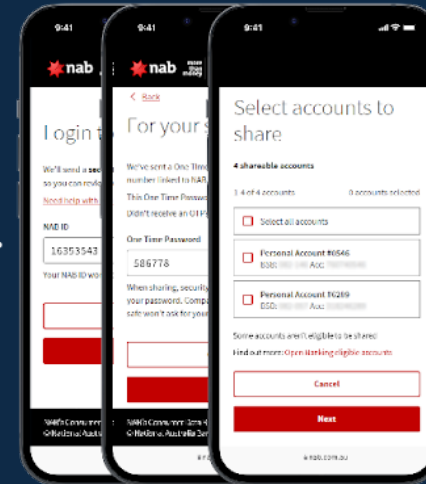 9:41
nab
Login t
We'll send a
so you can revie
Need help with
NAB ID
16353543
Your NAB ID wor
NAB's Consumer
©National Austra
9:41
nab more than money
Back
For your s
We've sent a One Time
number linked to NAB.
This One Time Passwo
Didn't receive an OTP
One Time Password
586778
When sharing, security
your password. Compa
safe won't ask for your
NAB's Consumer Data R
©National Australia Ban
9:41
Select accounts to
share
4 shareable accounts
1-4 of 4 accounts
0 accounts selected
Select all accounts
Personal Account #0546
BSB:
Acc:
Personal Account #6289
BSB:
Acc:
Some accounts aren't eligible to be shared
Find out more: Open Banking eligible accounts
Cancel
Next
nab.com.au